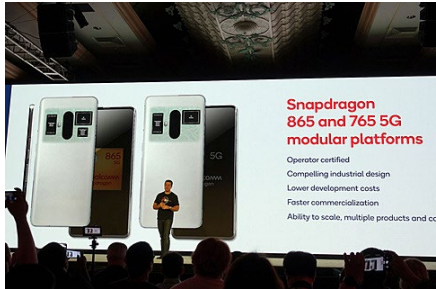 Snapdragon
865 and 765 5G
modular platforms
Operator certified
Compelling industrial design
Lower development costs
Faster commercialization
Ability to scale, multiple products and
865
5G